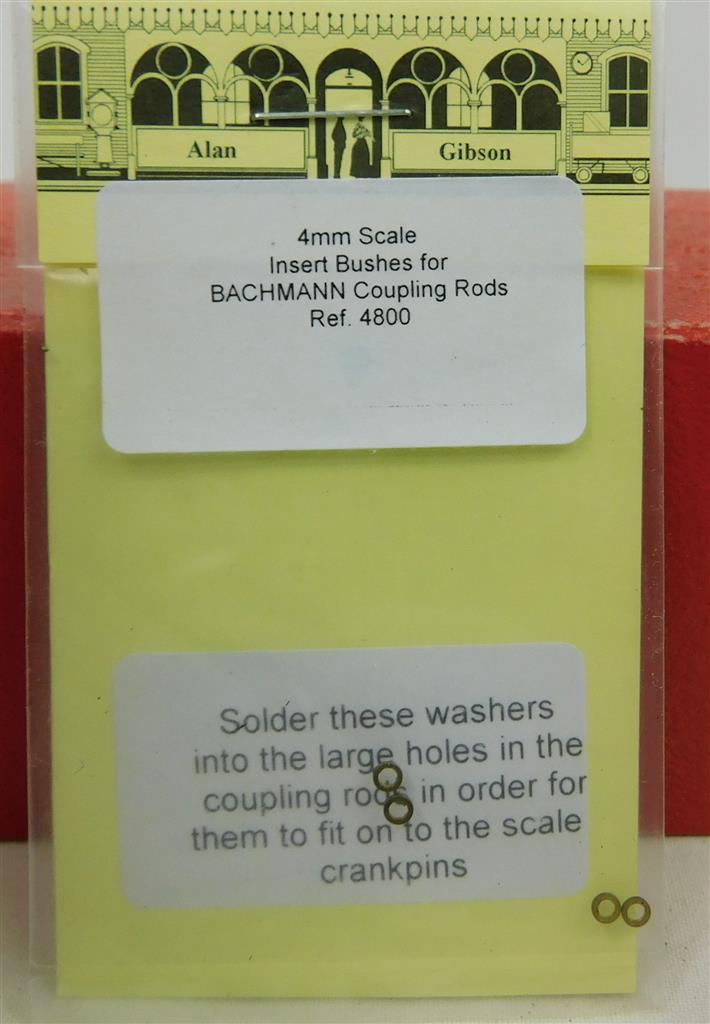 Alan Gibson
4mm Scale
Insert Bushes for
BACHMANN Coupling Rods
Ref. 4800
Solder these washers
into the large holes in the
coupling rods in order for
them to fit on to the scale
crankpins